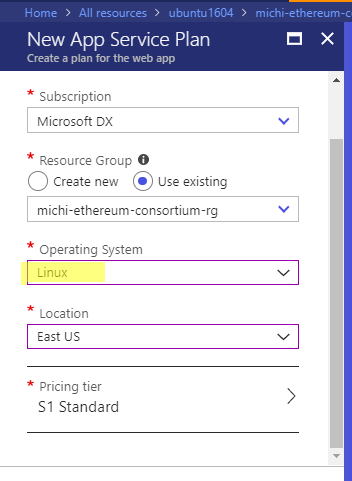 Home > All resources > ubuntu1604 > michi-ethereum-c
New App Service Plan
Create a plan for the web app
* Subscription
Microsoft DX
* Resource Group
Create new
Use existing
michi-ethereum-consortium-rg
* Operating System
Linux
* Location
East US
* Pricing tier
S1 Standard